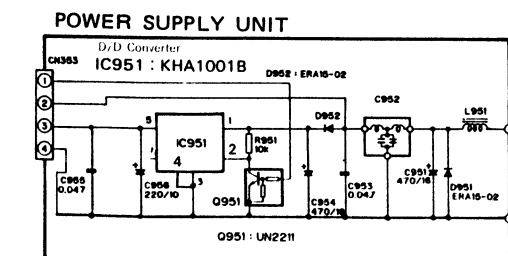 POWER SUPPLY UNIT
D/D Converter
CN353
IC951 : KHA1001B
D952 : ERA15-02
1
2
3
4
5
1
IC951
4
2
3
R951
10k
D952
C952
L951
C955
0.047
C956
220/10
Q951
C954
470/16
C953
0.047
C951
470/16
D951
ERA15-02
Q951 : UN2211